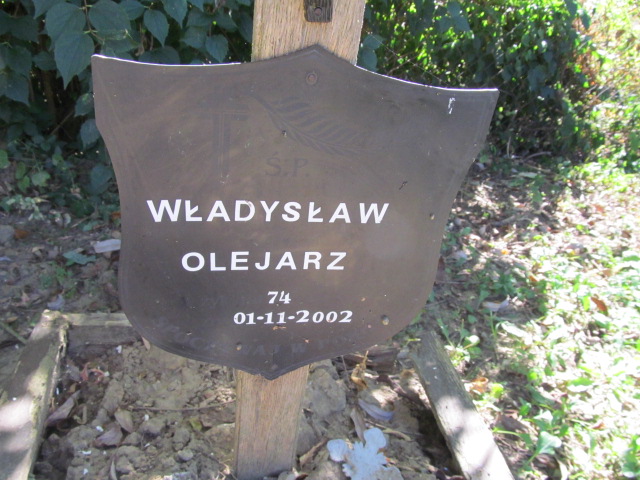 Ś.P.
WŁADYSŁAW
OLEJARZ
74
01-11-2002